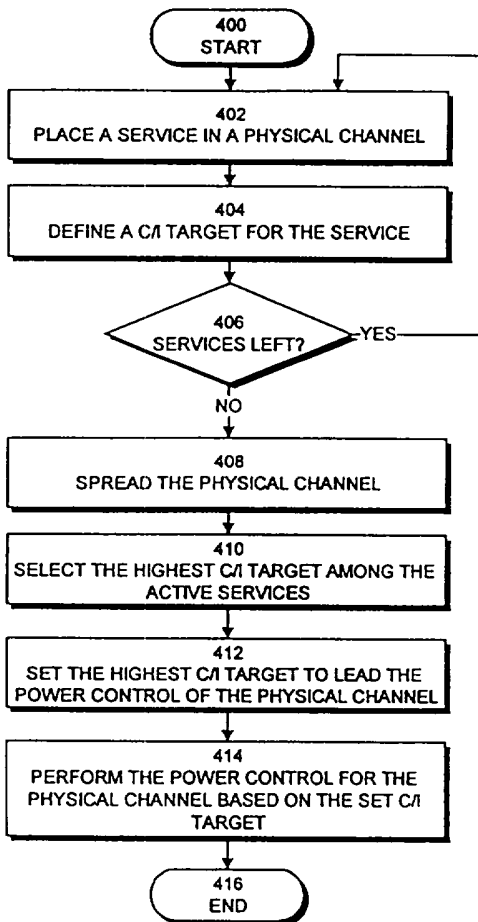 400
START
402
PLACE A SERVICE IN A PHYSICAL CHANNEL
404
DEFINE A C/I TARGET FOR THE SERVICE
406
SERVICES LEFT?
YES
NO
408
SPREAD THE PHYSICAL CHANNEL
410
SELECT THE HIGHEST C/I TARGET AMONG THE
ACTIVE SERVICES
412
SET THE HIGHEST C/I TARGET TO LEAD THE
POWER CONTROL OF THE PHYSICAL CHANNEL
414
PERFORM THE POWER CONTROL FOR THE
PHYSICAL CHANNEL BASED ON THE SET C/I
TARGET
416
END